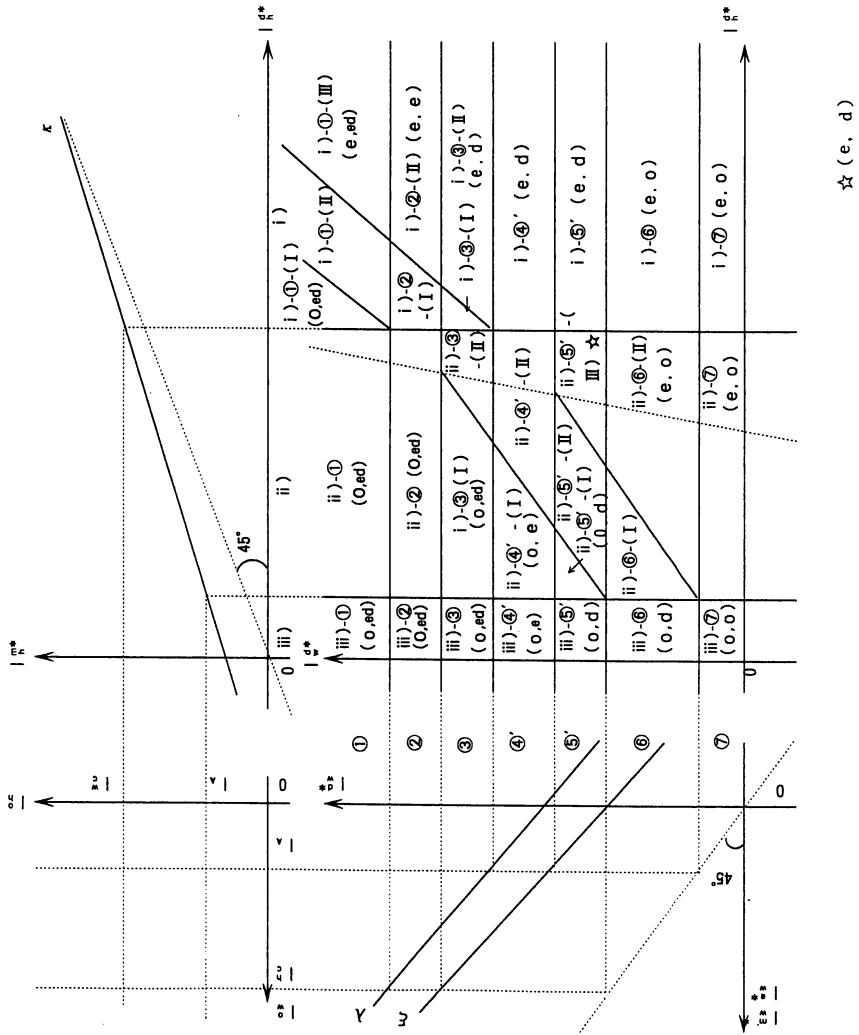 κ
45°
i)
ii)
iii)
0
i)-①-(I)
(O,ed)
i)-①-(II)
i)-①-(III)
(e,ed)
ii)-①
(O,ed)
iii)-①
(o,ed)
i)-②
-(I)
i)-②-(II) (e.e)
ii)-② (O,ed)
iii)-②
(O,ed)
i)-③-(I)
i)-③-(II)
(e.d)
ii)-③
-(II)
i)-③(I)
(O,ed)
iii)-③
(o,ed)
i)-④′ (e.d)
ii)-④′ -(II)
ii)-④′ -(I)
(o.e)
iii)-④′
(o,e)
i)-⑤′ (e.d)
ii)-⑤′ -(
III) ☆
ii)-⑤′ -(II)
ii)-⑤′ -(I)
(O d)
iii)-⑤′
(o,d)
i)-⑥ (e.o)
ii)-⑥-(II)
(e.o)
ii)-⑥-(I)
iii)-⑥
(o,d)
i)-⑦ (e.o)
ii)-⑦
(e.o)
iii)-⑦
(o,o)
0
①
②
③
④′
⑤′
⑥
⑦
λ
ξ
45°
0
0
☆(e, d)